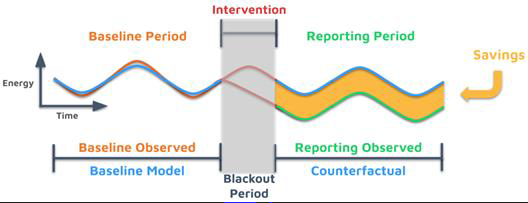 Intervention
Baseline Period
Reporting Period
Savings
Energy
Time
Baseline Observed
Reporting Observed
Baseline Model
Counterfactual
Blackout
Period